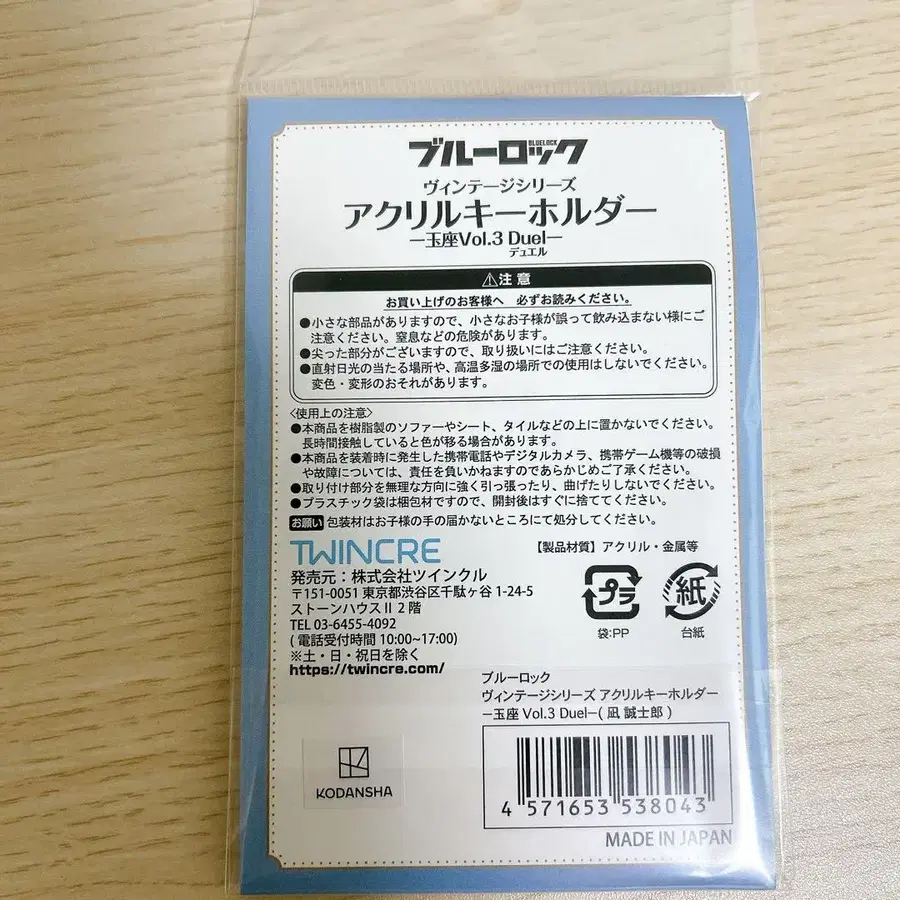 ブルーロック
BLUELOCK
ヴィンテージシリーズ
アクリルキーホルダー
ー玉座Vol.3 Duelー
デュエル
⚠注意
お買い上げのお客様へ 必ずお読みください。
●小さな部品がありますので、小さなお子様が誤って飲み込まない様にご
注意ください。窒息などの危険があります。
●尖った部分がございますので、取り扱いにはご注意ください。
●直射日光の当たる場所や、高温多湿の場所での使用はしないでください。
変色・変形のおそれがあります。
<使用上の注意>
●本商品を樹脂製のソファーやシート、タイルなどの上に置かないでください。
長時間接触していると色が移る場合があります。
●本商品を装着時に発生した携帯電話やデジタルカメラ、携帯ゲーム機等の破損
や故障については、責任を負いかねますのであらかじめご了承ください。
●取り付け部分を無理な方向に強く引っ張ったり、曲げたりしないでください。
●プラスチック袋は梱包材ですので、開封後はすぐに捨ててください。
お願い 包装材はお子様の手の届かないところにて処分してください。
TWINCRE
【製品材質】アクリル・金属等
発売元:株式会社ツインクル
〒151-0051 東京都渋谷区千駄ヶ谷 1-24-5
ストーンハウスⅡ 2階
TEL 03-6455-4092
(電話受付時間 10:00~17:00)
※土・日・祝日を除く
https://twincre.com/
プラ
袋:PP
紙
台紙
ブルーロック
ヴィンテージシリーズ アクリルキーホルダー
ー玉座 Vol.3 Duelー(凪 誠士郎)
KODANSHA
4 571653 538043
MADE IN JAPAN